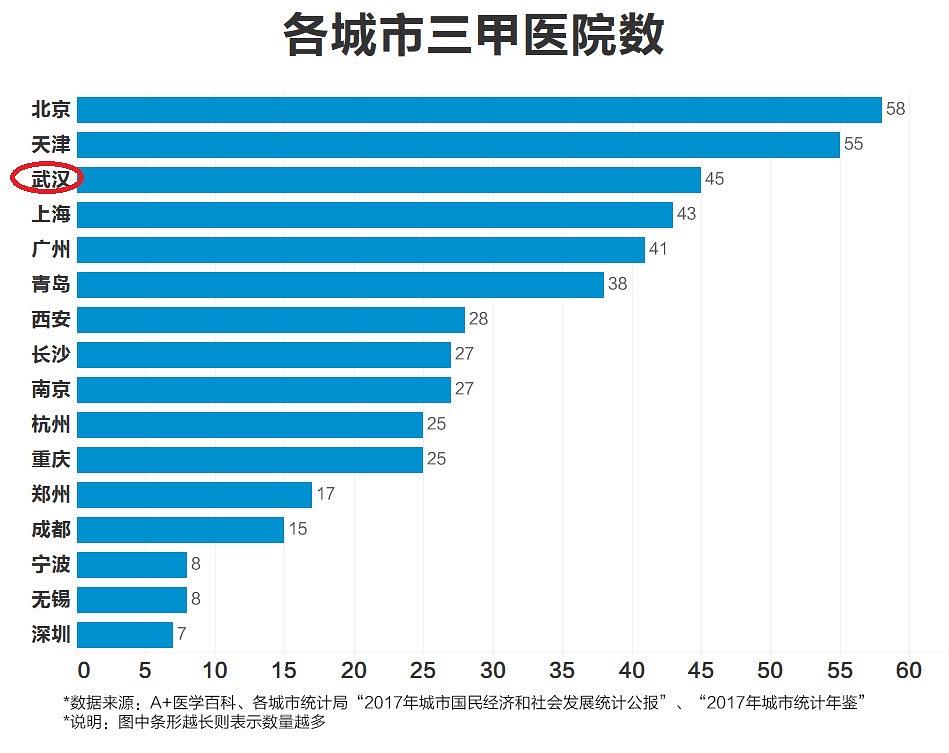 各城市三甲医院数
北京 58
天津 55
武汉 45
上海 43
广州 41
青岛 38
西安 28
长沙 27
南京 27
杭州 25
重庆 25
郑州 17
成都 15
宁波 8
无锡 8
深圳 7
0 5 10 15 20 25 30 35 40 45 50 55 60
*数据来源：A+医学百科、各城市统计局“2017年城市国民经济和社会发展统计公报”、“2017年城市统计年鉴”
*说明：图中条形越长则表示数量越多